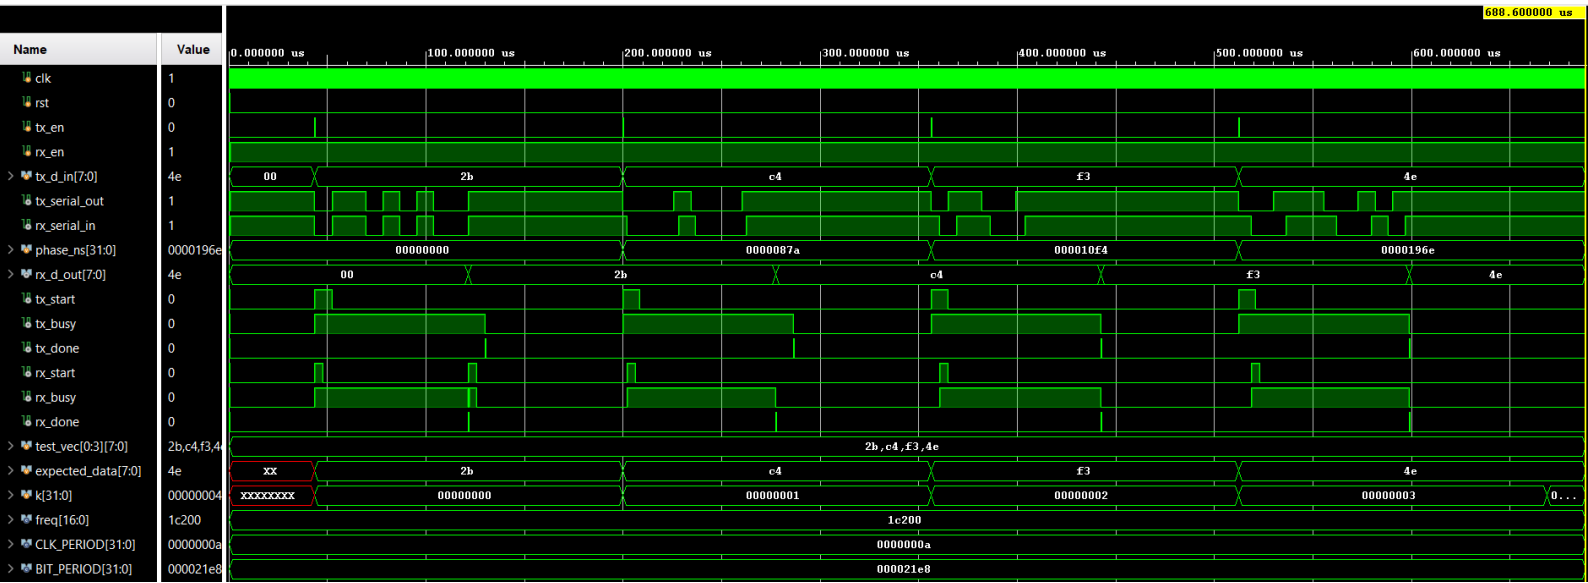 688.600000 us
Name Value 0.000000 us 100.000000 us 200.000000 us 300.000000 us 400.000000 us 500.000000 us 600.000000 us
clk 1
rst 0
tx_en 0
rx_en 1
tx_d_in[7:0] 4e 00 2b c4 f3 4e
tx_serial_out 1
rx_serial_in 1
phase_ns[31:0] 0000196e 00000000 0000087a 000010f4 0000196e
rx_d_out[7:0] 4e 00 2b c4 f3 4e
tx_start 0
tx_busy 0
tx_done 0
rx_start 0
rx_busy 0
rx_done 0
test_vec[0:3][7:0] 2b,c4,f3,4e 2b,c4,f3,4e
expected_data[7:0] 4e XX 2b c4 f3 4e
k[31:0] 00000004 XXXXXXXX 00000000 00000001 00000002 00000003 0...
freq[16:0] 1c200 1c200
CLK_PERIOD[31:0] 0000000a 0000000a
BIT_PERIOD[31:0] 000021e8 000021e8